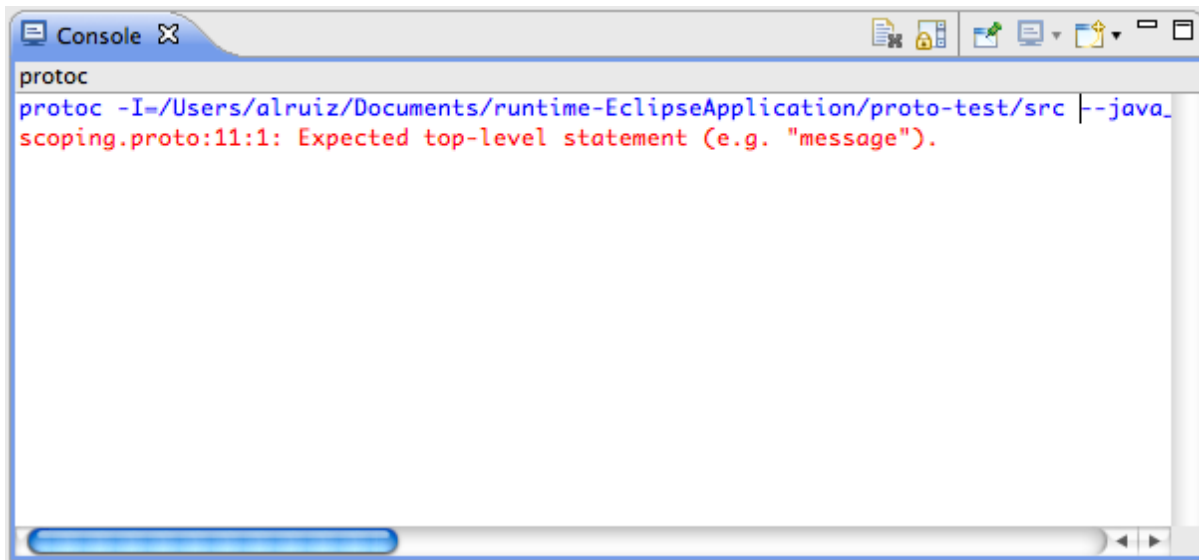 Console
protoc
protoc -I=/Users/alruiz/Documents/runtime-EclipseApplication/proto-test/src --java_
scoping.proto:11:1: Expected top-level statement (e.g. "message").